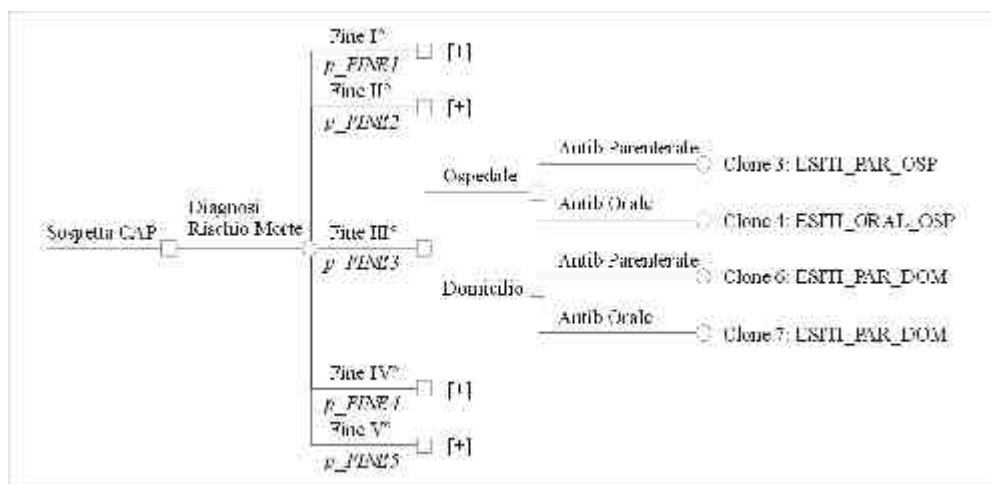 Fine I°
p_FINE1
[+]
Fine II°
p_FINE2
[+]
Antib Parenterale
Clone 3: ESITI_PAR_OSP
Ospedale
Antib Orale
Clone 4: ESITI_ORAL_OSP
Diagnosi
Rischio Morte
Sospetta CAP
Fine III°
p_FINE3
Antib Parenterale
Clone 6: ESITI_PAR_DOM
Domicilio
Antib Orale
Clone 7: ESITI_PAR_DOM
Fine IV°
p_FINE4
[+]
Fine V°
p_FINE5
[+]